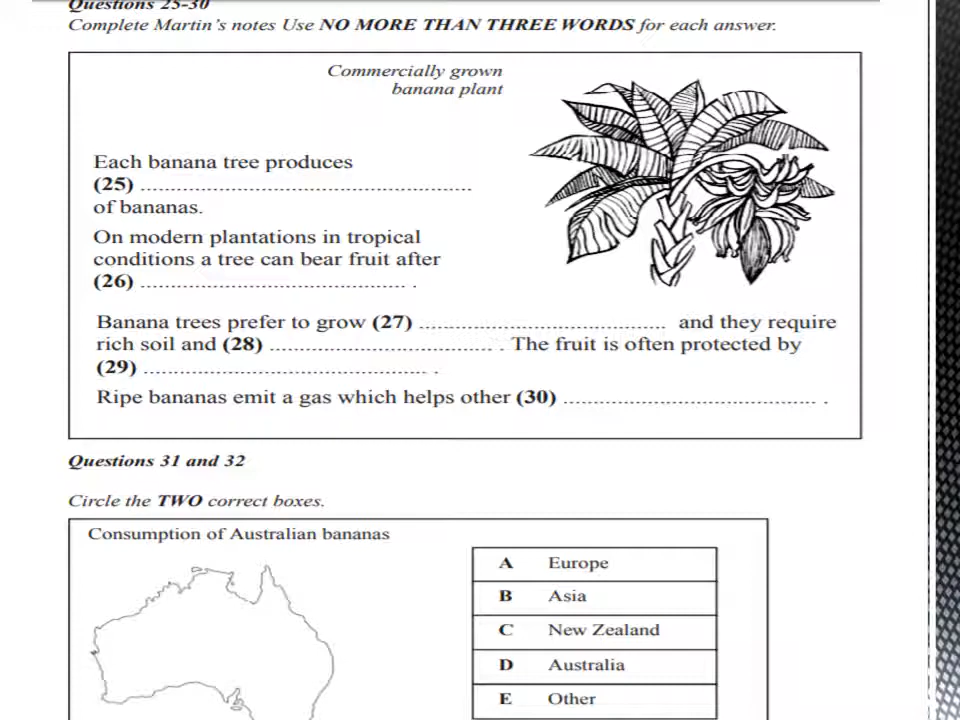 Questions 25-30
Complete Martin's notes Use NO MORE THAN THREE WORDS for each answer.
Commercially grown
banana plant
Each banana tree produces
(25) ................................................
of bananas.
On modern plantations in tropical
conditions a tree can bear fruit after
(26) ....................................... .
Banana trees prefer to grow (27) .................................... and they require
rich soil and (28) ................................. . The fruit is often protected by
(29) .......................................... .
Ripe bananas emit a gas which helps other (30) ..................................... .
Questions 31 and 32
Circle the TWO correct boxes.
Consumption of Australian bananas
A Europe
B Asia
C New Zealand
D Australia
E Other